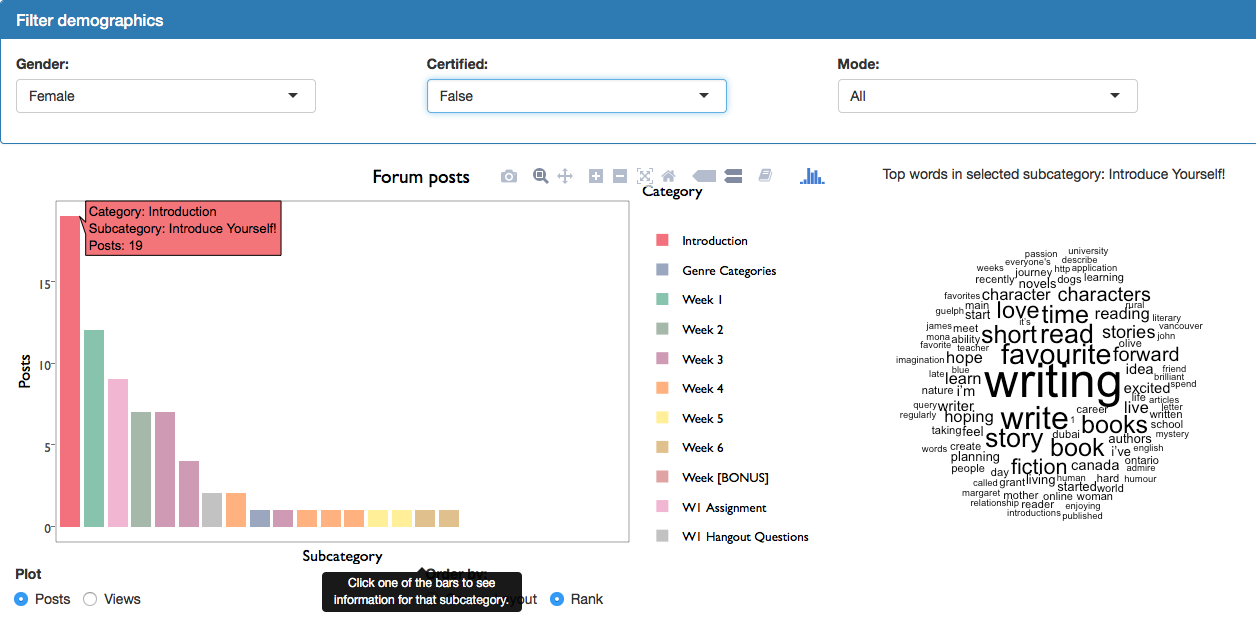 Filter demographics
Gender: Certified: Mode:
Female False All
Forum posts
Top words in selected subcategory: Introduce Yourself!
Category: Introduction
Subcategory: Introduce Yourself!
Posts: 19
Posts
15
10
5
0
Subcategory
Category
Introduction
Genre Categories
Week 1
Week 2
Week 3
Week 4
Week 5
Week 6
Week [BONUS]
W1 Assignment
W1 Hangout Questions
passion university
everyone's describe
weeks journey http application
recently novels dogs learning
favorites character characters
main rural
guelph start love time reading literary
it's vancouver
james meet short read stories john
mona ability olive
favorite teacher favourite forward
imagination hope
blue idea friend
late learn writing brilliant
nature i'm excited spend
life articles
query writer career live letter
regularly hoping write 1 books written
school
taking feel story dubai authors mystery
words create book i've english
planning ontario
people day fiction canada admire
called grant living human hard humour
margaret started world
mother online woman
relationship reader enjoying
introductions published
Plot Order by:
Click one of the bars to see
information for that subcategory.
Posts Views Rank